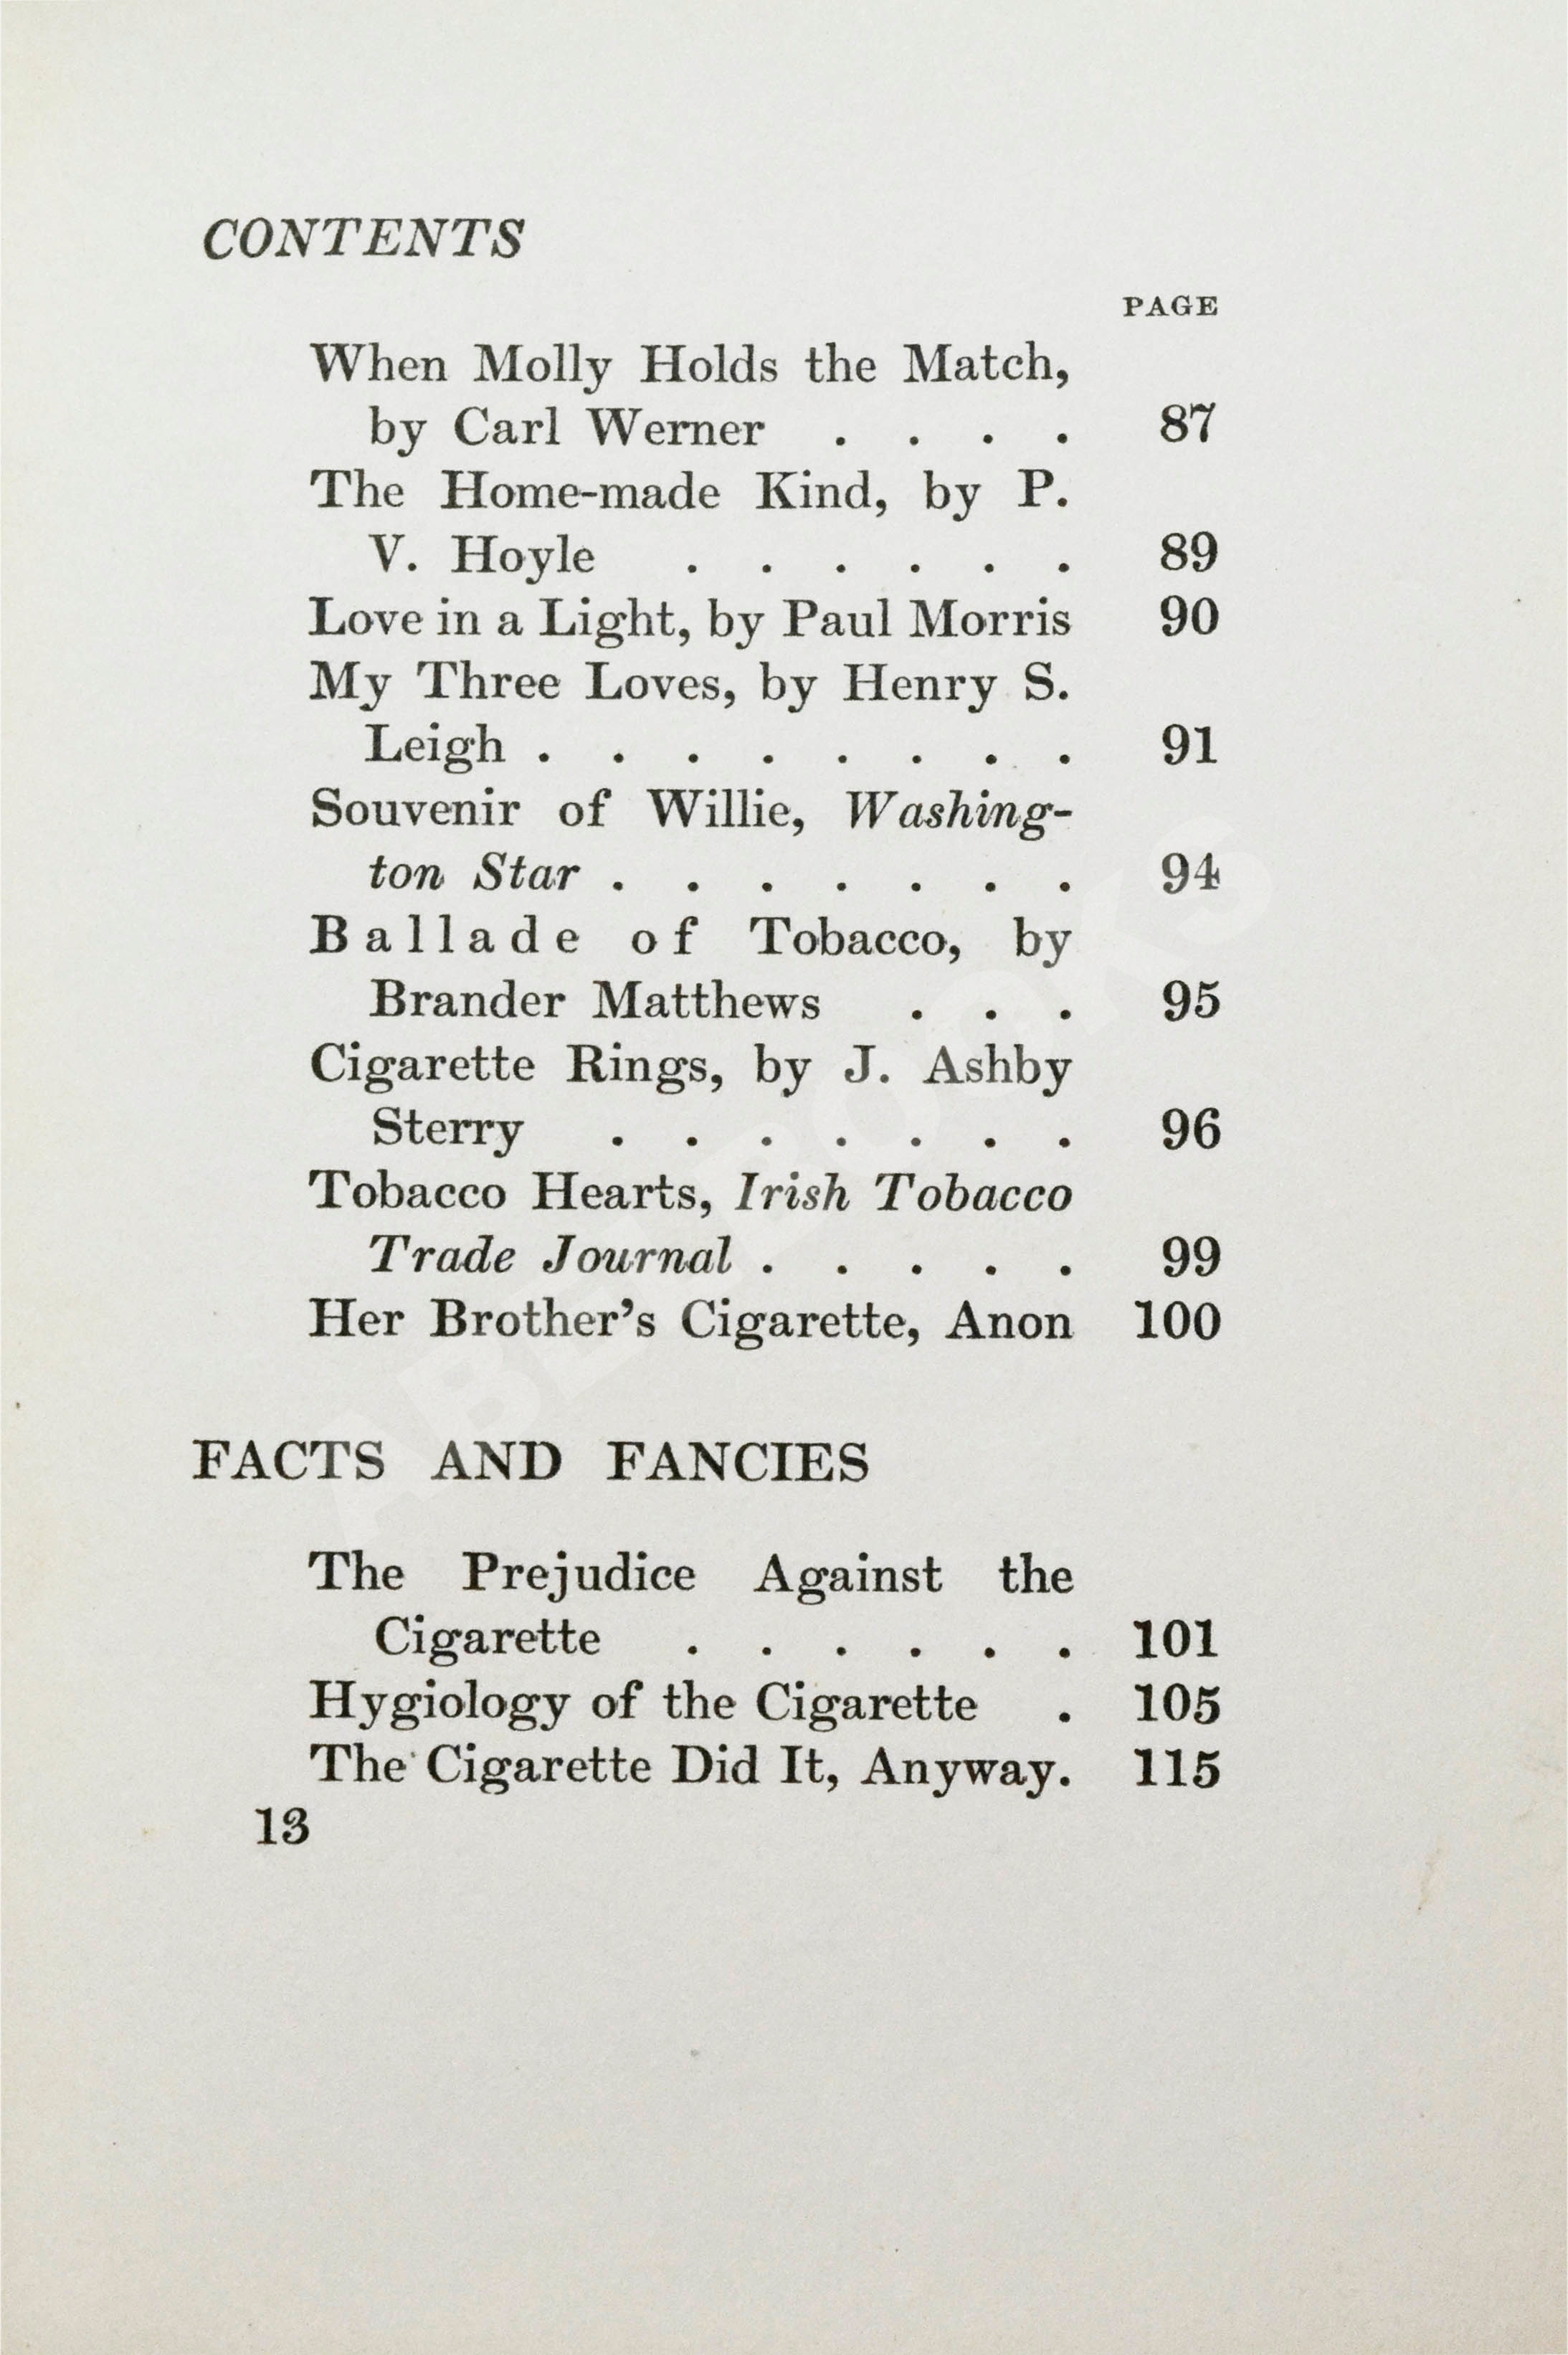 CONTENTS
PAGE
When Molly Holds the Match,
by Carl Werner . . . . 87
The Home-made Kind, by P.
V. Hoyle . . . . . . 89
Love in a Light, by Paul Morris 90
My Three Loves, by Henry S.
Leigh . . . . . . . . 91
Souvenir of Willie, Washing-
ton Star . . . . . . . 94
Ballade of Tobacco, by
Brander Matthews . . . 95
Cigarette Rings, by J. Ashby
Sterry . . . . . . . 96
Tobacco Hearts, Irish Tobacco
Trade Journal . . . . . 99
Her Brother's Cigarette, Anon 100
FACTS AND FANCIES
The Prejudice Against the
Cigarette . . . . . . 101
Hygiology of the Cigarette . 105
The Cigarette Did It, Anyway. 115
13